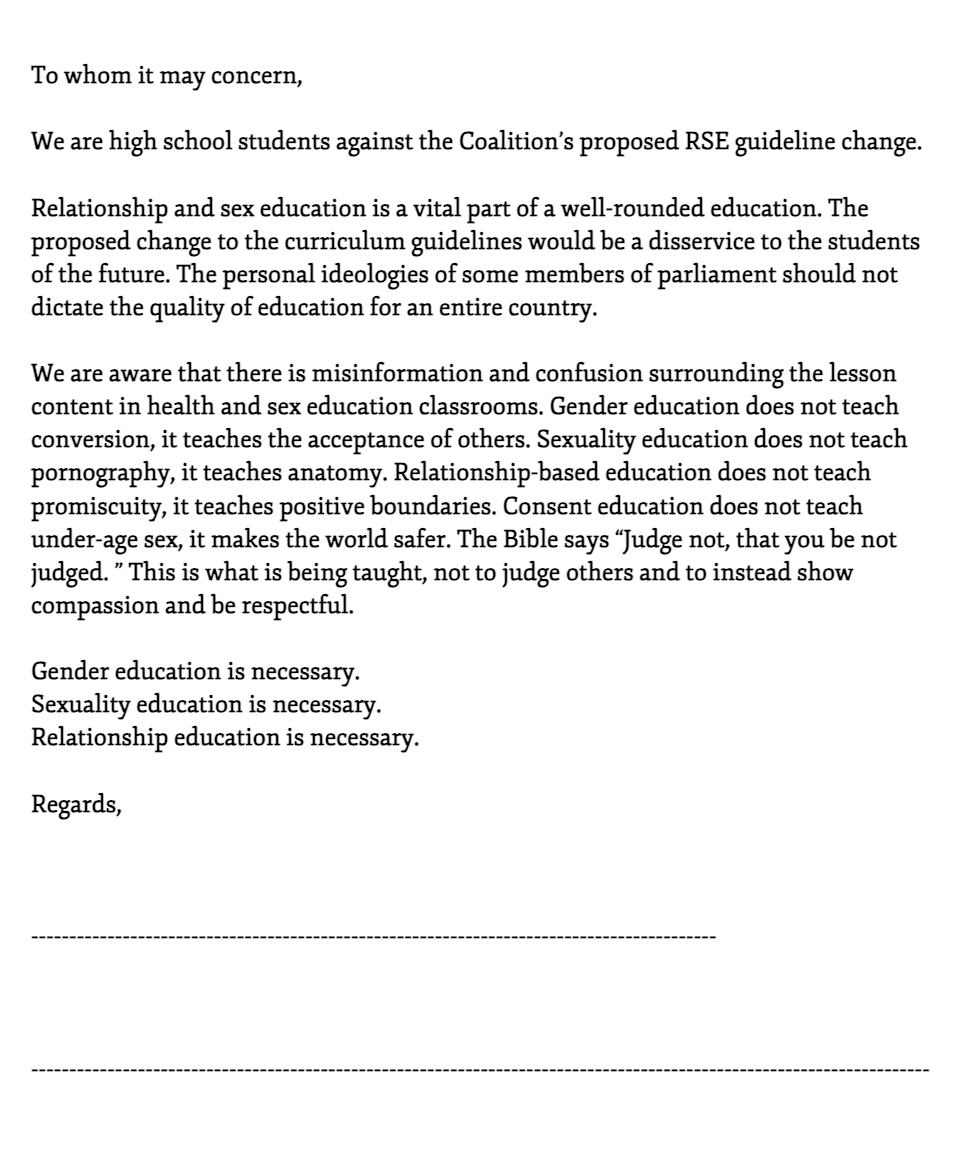 To whom it may concern,
We are high school students against the Coalition’s proposed RSE guideline change.
Relationship and sex education is a vital part of a well-rounded education. The
proposed change to the curriculum guidelines would be a disservice to the students
of the future. The personal ideologies of some members of parliament should not
dictate the quality of education for an entire country.
We are aware that there is misinformation and confusion surrounding the lesson
content in health and sex education classrooms. Gender education does not teach
conversion, it teaches the acceptance of others. Sexuality education does not teach
pornography, it teaches anatomy. Relationship-based education does not teach
promiscuity, it teaches positive boundaries. Consent education does not teach
under-age sex, it makes the world safer. The Bible says “Judge not, that you be not
judged. ” This is what is being taught, not to judge others and to instead show
compassion and be respectful.
Gender education is necessary.
Sexuality education is necessary.
Relationship education is necessary.
Regards,